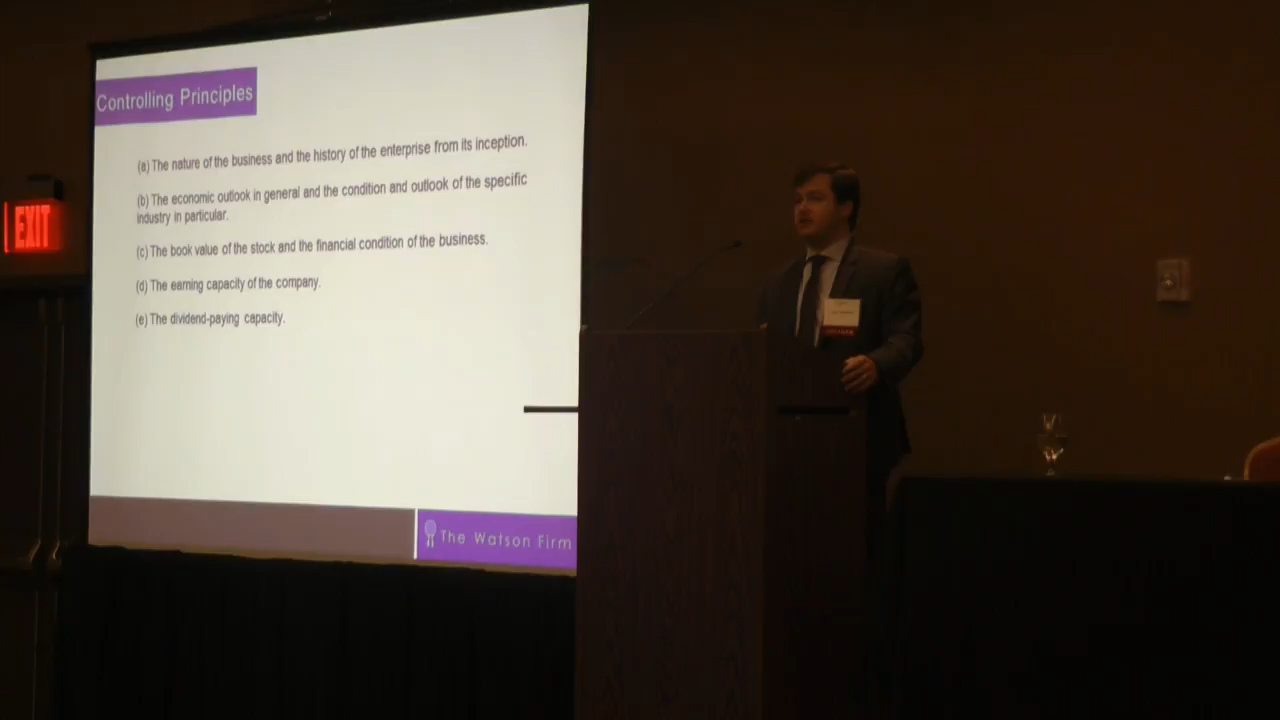 Controlling Principles
(a) The nature of the business and the history of the enterprise from its inception.
(b) The economic outlook in general and the condition and outlook of the specific
industry in particular.
(c) The book value of the stock and the financial condition of the business.
(d) The earning capacity of the company.
(e) The dividend-paying capacity.
The Watson Firm
EXIT